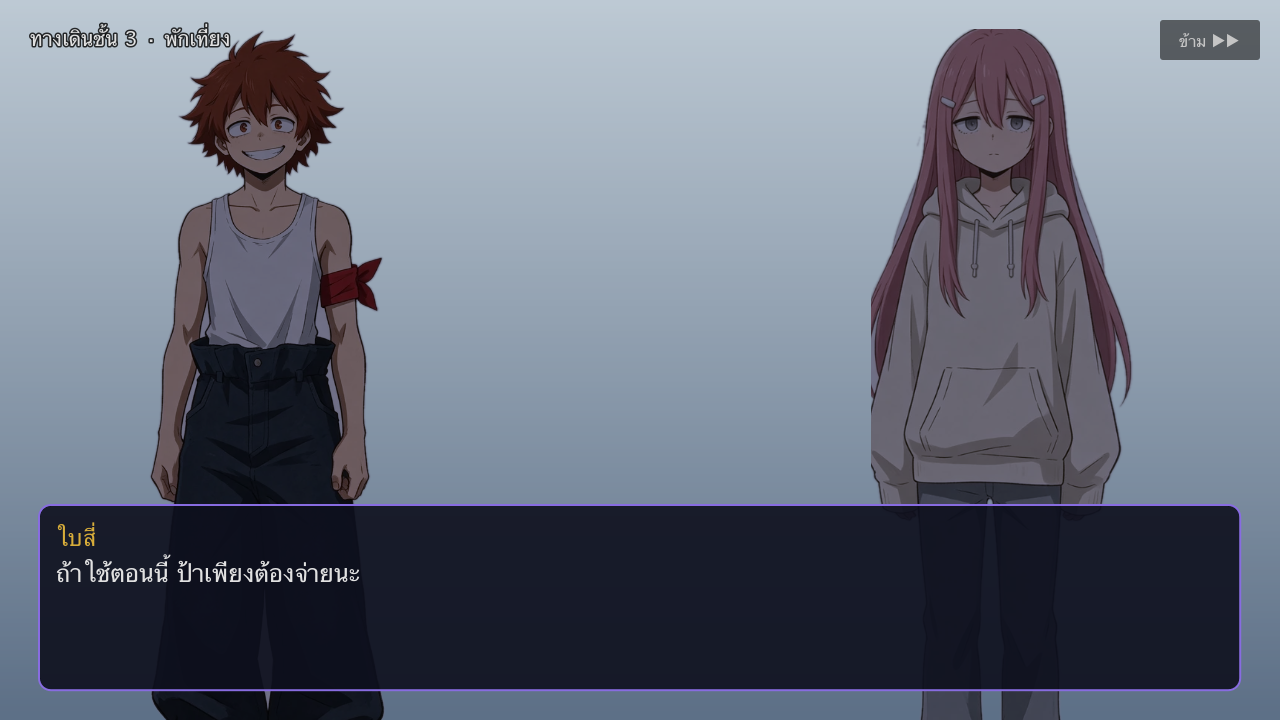 ทางเดินชั้น 3 · พักเที่ยง
ข้าม ▶▶
ใบสี่
ถ้าใช้ตอนนี้ ป้าเพียงต้องจ่ายนะ